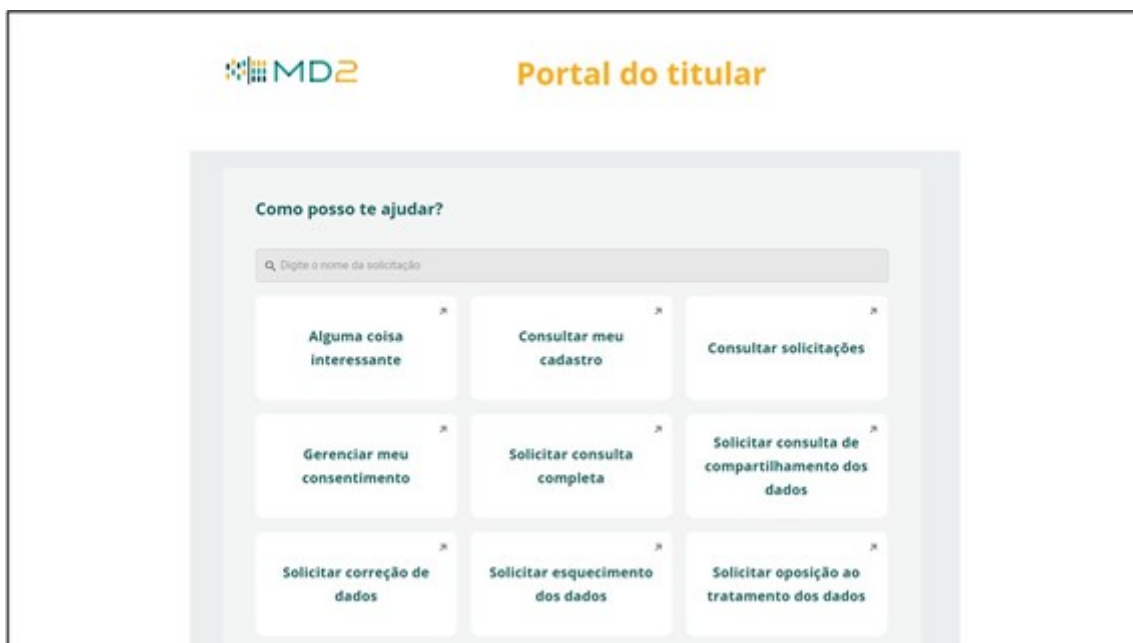 MD2
Portal do titular
Como posso te ajudar?
Digite o nome da solicitação
Alguma coisa
interessante
Consultar meu
cadastro
Consultar solicitações
Gerenciar meu
consentimento
Solicitar consulta
completa
Solicitar consulta de
compartilhamento dos
dados
Solicitar correção de
dados
Solicitar esquecimento
dos dados
Solicitar oposição ao
tratamento dos dados